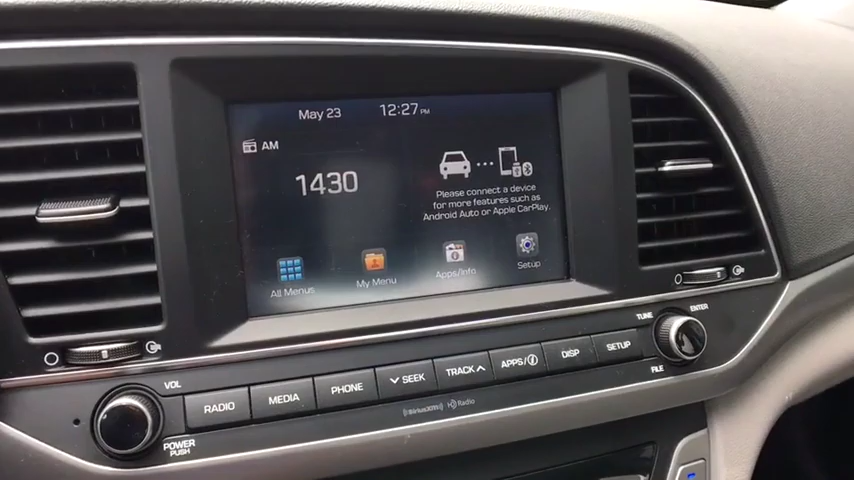 May 23 12:27 PM
AM
1430
Please connect a device
for more features such as
Android Auto or Apple CarPlay.
All Menus
My Menu
Apps/Info
Setup
VOL
RADIO
MEDIA
PHONE
SEEK
TRACK
APPS/i
DISP
SETUP
TUNE
ENTER
FILE
POWER
PUSH
((SiriusXM))
HD Radio